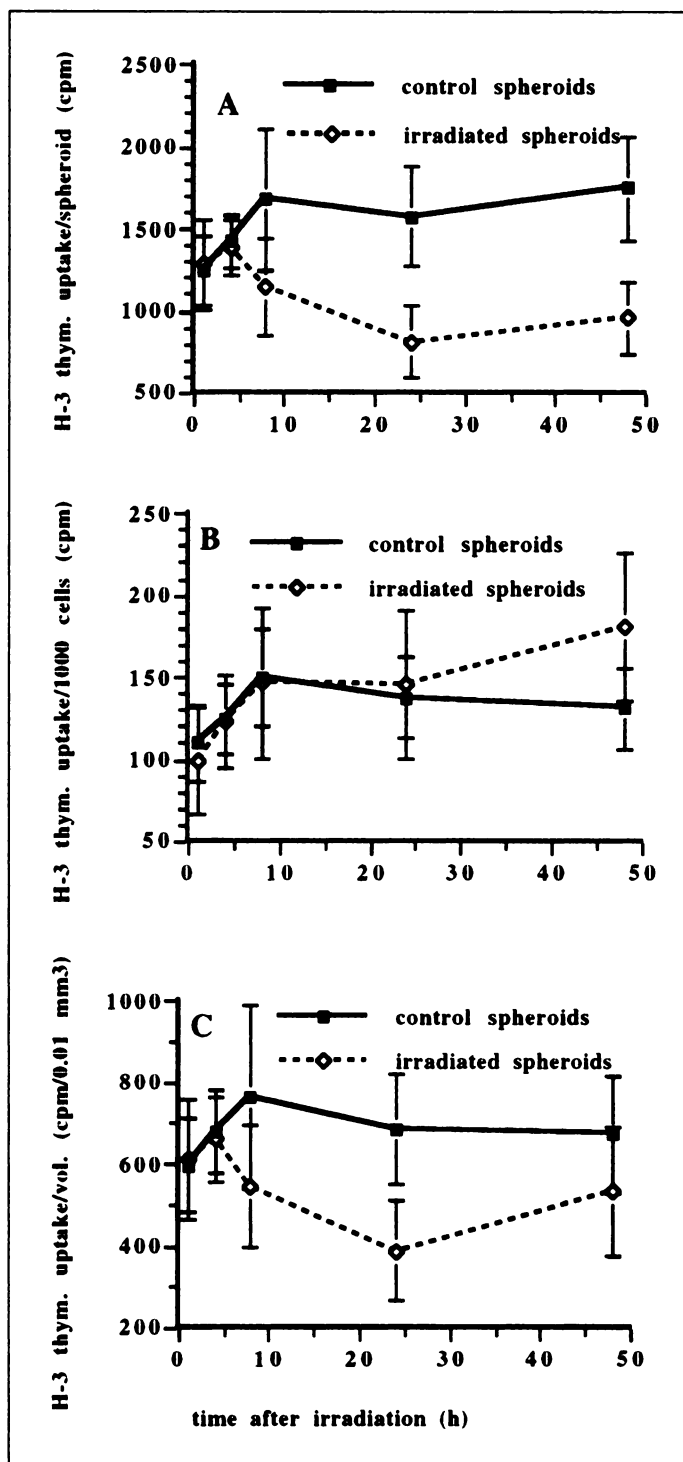 H-3 thym. uptake/spheroid (cpm)
2500
2000
1500
1000
500
A
control spheroids
irradiated spheroids
0 10 20 30 40 50
H-3 thym. uptake/1000 cells (cpm)
250
200
150
100
50
B
control spheroids
irradiated spheroids
0 10 20 30 40 50
H-3 thym. uptake/vol. (cpm/0.01 mm3)
1000
800
600
400
200
C
control spheroids
irradiated spheroids
0 10 20 30 40 50
time after irradiation (h)